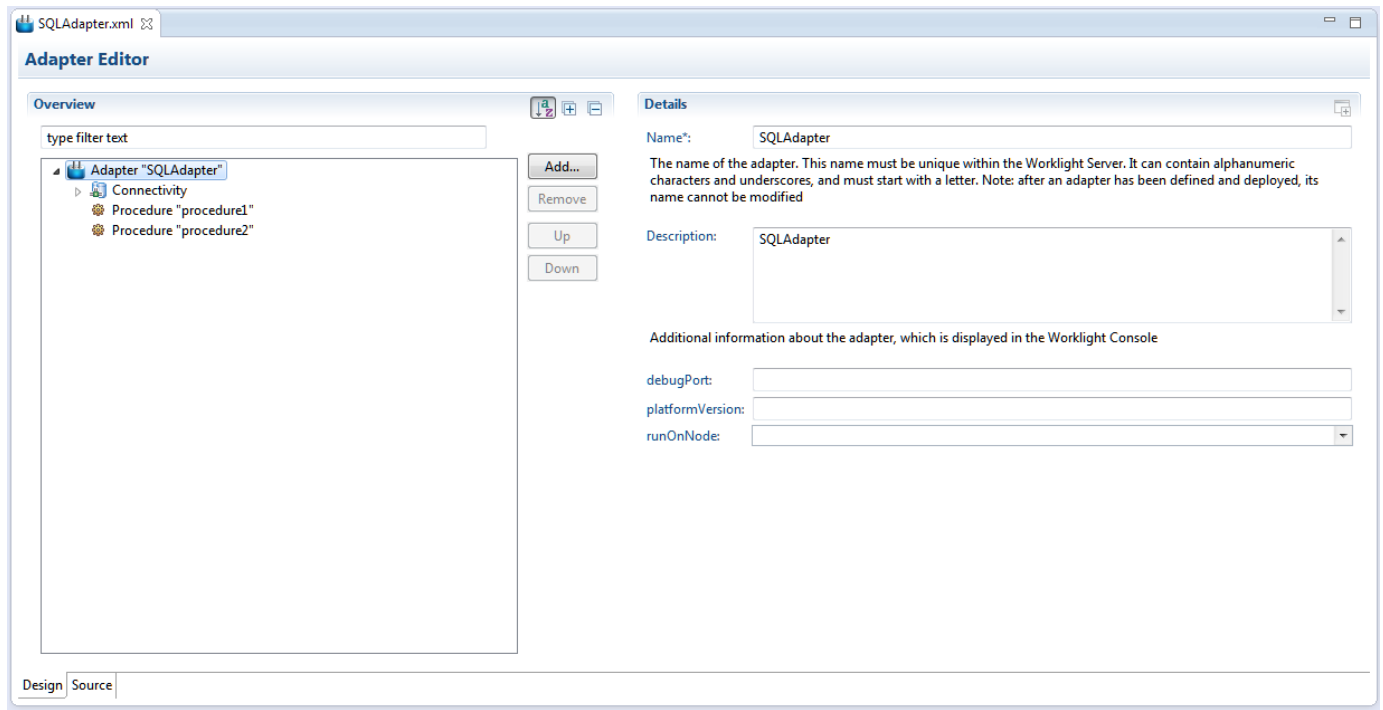 SQLAdapter.xml
Adapter Editor
Overview
type filter text
Adapter "SQLAdapter"
Connectivity
Procedure "procedure1"
Procedure "procedure2"
Add...
Remove
Up
Down
Details
Name*: SQLAdapter
The name of the adapter. This name must be unique within the Worklight Server. It can contain alphanumeric
characters and underscores, and must start with a letter. Note: after an adapter has been defined and deployed, its
name cannot be modified
Description: SQLAdapter
Additional information about the adapter, which is displayed in the Worklight Console
debugPort:
platformVersion:
runOnNode:
Design Source